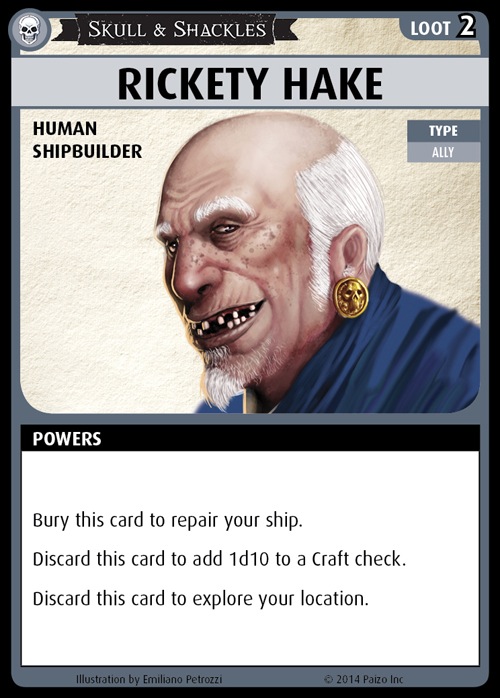 SKULL & SHACKLES
LOOT 2
RICKETY HAKE
HUMAN
SHIPBUILDER
TYPE
ALLY
POWERS
Bury this card to repair your ship.
Discard this card to add 1d10 to a Craft check.
Discard this card to explore your location.
Illustration by Emiliano Petrozzi
© 2014 Paizo Inc